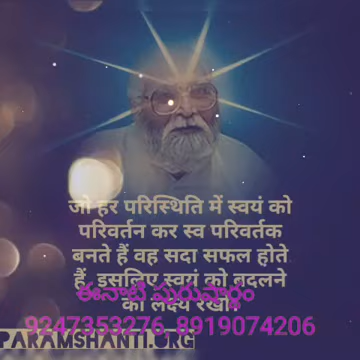 जो हर परिस्थिति में स्वयं को
परिवर्तन कर स्व परिवर्तक
बनते हैं वह सदा सफल होते
हैं, इसलिए स्वयं को बदलने
ఈనాటి పురుషార్థం
का लक्ष्य रखो।
9247353276 8919074206
PARAMSHANTI.ORG